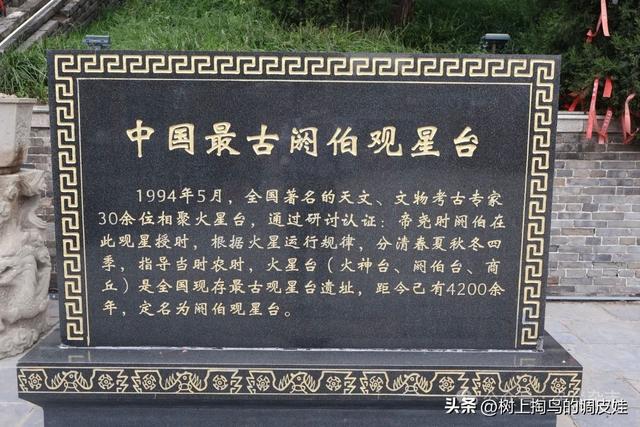 中国最古阏伯观星台
1994年5月，全国著名的天文、文物考古专家
30余位相聚火星台，通过研讨认证：帝尧时阏伯在
此观星授时，根据火星运行规律，分清春夏秋冬四
季，指导当时农时，火星台（火神台、阏伯台、商
丘）是全国现存最古观星台遗址，距今已有4200余
年，定名为阏伯观星台。
头条 @树上掏鸟的调皮娃